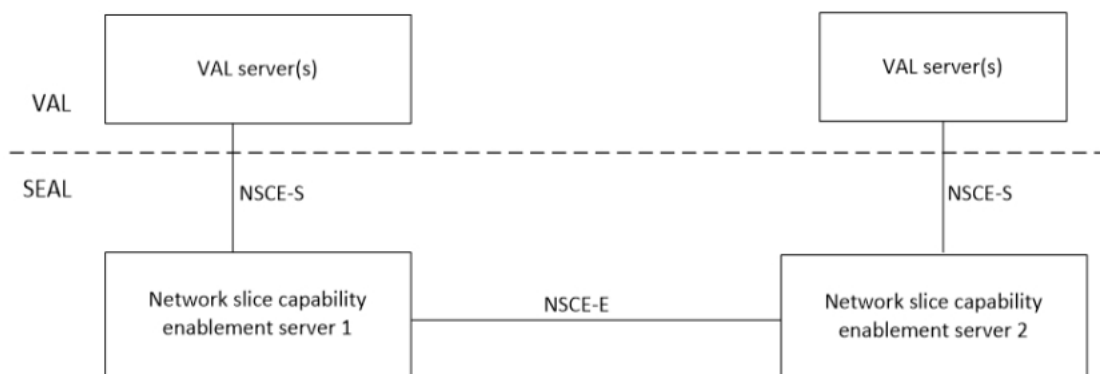 VAL server(s)
VAL server(s)
VAL
SEAL
NSCE-S
NSCE-S
Network slice capability
enablement server 1
NSCE-E
Network slice capability
enablement server 2